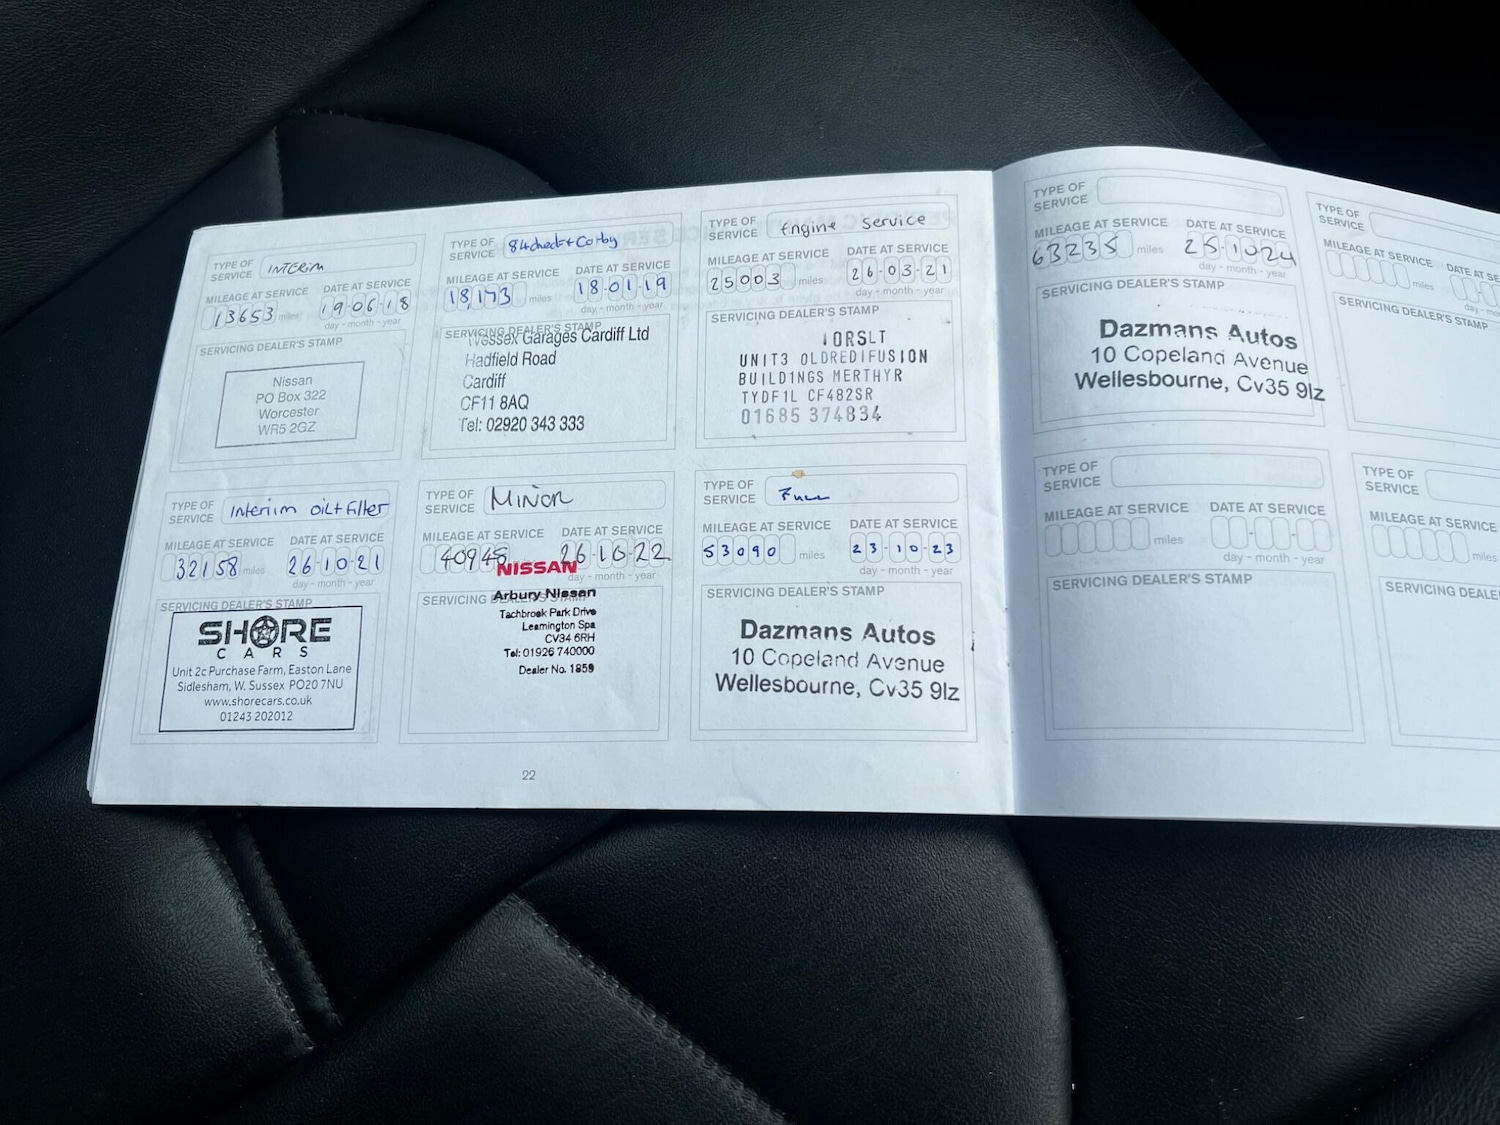 TYPE OF
SERVICE INTERIM
MILEAGE AT SERVICE DATE AT SERVICE
13653 miles 19-06-18
day - month - year
SERVICING DEALER'S STAMP
Nissan
PO Box 322
Worcester
WR5 2GZ
TYPE OF
SERVICE
MILEAGE AT SERVICE DATE AT SERVICE
18,173 miles 18-01-19
day - month - year
SERVICING DEALER'S STAMP
Wessex Garages Cardiff Ltd
Hadfield Road
Cardiff
CF11 8AQ
Tel: 02920 343 333
TYPE OF
SERVICE Engine Service
MILEAGE AT SERVICE DATE AT SERVICE
25003 miles 26-03-21
day - month - year
SERVICING DEALER'S STAMP
UNIT3 OLDREDIFUSION
BUILDINGS MERTHYR
TYDFIL CF482SR
01685 374834
TYPE OF
SERVICE Interim oil+filter
MILEAGE AT SERVICE DATE AT SERVICE
32158 miles 26-10-21
day - month - year
SERVICING DEALER'S STAMP
SHORE
CARS
Unit 2c Purchase Farm, Easton Lane
Sidlesham, W. Sussex PO20 7NU
www.shorecars.co.uk
01243 202012
TYPE OF
SERVICE MINOR
MILEAGE AT SERVICE DATE AT SERVICE
40948 26-10-22
NISSAN
day - month - year
SERVICING DEALER'S STAMP
Arbury Nissan
Tachbrook Park Drive
Leamington Spa
CV34 6RH
Tel: 01926 740000
Dealer No. 1859
TYPE OF
SERVICE Full
MILEAGE AT SERVICE DATE AT SERVICE
53090 miles 23-10-23
day - month - year
SERVICING DEALER'S STAMP
Dazmans Autos
10 Copeland Avenue
Wellesbourne, Cv35 9lz
22
TYPE OF
SERVICE
MILEAGE AT SERVICE DATE AT SERVICE
63235 miles 25-10-24
day - month - year
SERVICING DEALER'S STAMP
Dazmans Autos
10 Copeland Avenue
Wellesbourne, Cv35 9lz
TYPE OF
SERVICE
MILEAGE AT SERVICE DATE AT S
miles
SERVICING DEALER'S STAMP
TYPE OF
SERVICE
MILEAGE AT SERVICE DATE AT SERVICE
miles
day - month - year
SERVICING DEALER'S STAMP
TYPE OF
SERVICE
MILEAGE AT SERVICE
miles
SERVICING DEALE